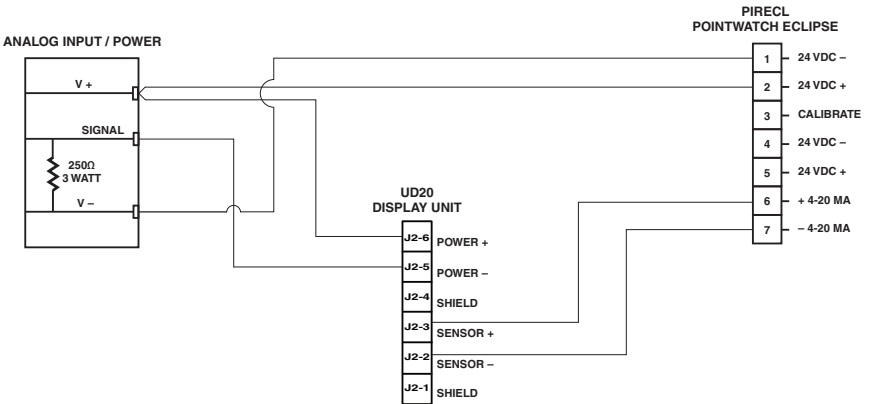 PIRECL
POINTWATCH ECLIPSE
ANALOG INPUT / POWER
V +
SIGNAL
250Ω
3 WATT
V –
1 24 VDC –
2 24 VDC +
3 CALIBRATE
4 24 VDC –
5 24 VDC +
6 + 4-20 MA
7 – 4-20 MA
UD20
DISPLAY UNIT
J2-6 POWER +
J2-5 POWER –
J2-4 SHIELD
J2-3 SENSOR +
J2-2 SENSOR –
J2-1 SHIELD